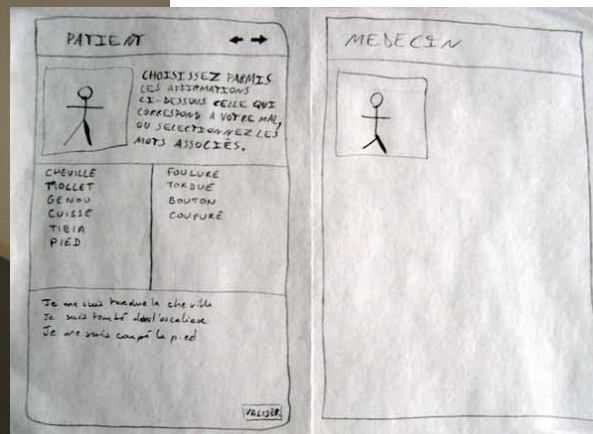 PATIENT
CHOISISSEZ PARMIS
LES AFFIRMATIONS
CI-DESSOUS CELLE QUI
CORRESPOND A VOTRE MAL,
OU SELECTIONNEZ LES
MOTS ASSOCIÉS.
CHEVILLE
MOLLET
GENOU
CUISSE
TIBIA
PIED
FOULURE
TORDUE
BOUTON
COUPURE
Je me suis tordue la cheville
Je suis tombé dans l'escalier
Je me suis coupé le pied
VALIDER
MEDECIN